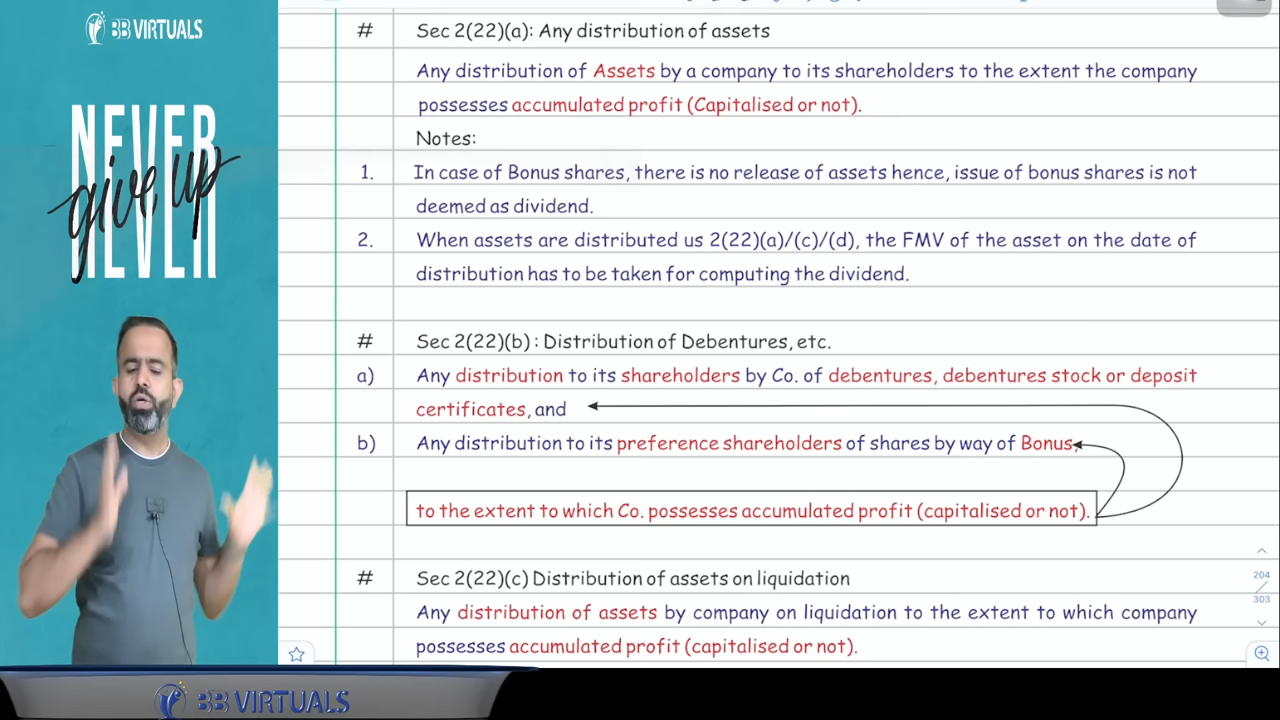 BB VIRTUALS
NEVER
give up
NEVER
# Sec 2(22)(a): Any distribution of assets
Any distribution of Assets by a company to its shareholders to the extent the company
possesses accumulated profit (Capitalised or not).
Notes:
1. In case of Bonus shares, there is no release of assets hence, issue of bonus shares is not
deemed as dividend.
2. When assets are distributed us 2(22)(a)/(c)/(d), the FMV of the asset on the date of
distribution has to be taken for computing the dividend.
# Sec 2(22)(b) : Distribution of Debentures, etc.
a) Any distribution to its shareholders by Co. of debentures, debentures stock or deposit
certificates, and
b) Any distribution to its preference shareholders of shares by way of Bonus,
to the extent to which Co. possesses accumulated profit (capitalised or not).
# Sec 2(22)(c) Distribution of assets on liquidation
Any distribution of assets by company on liquidation to the extent to which company
possesses accumulated profit (capitalised or not).
204
303
BB VIRTUALS